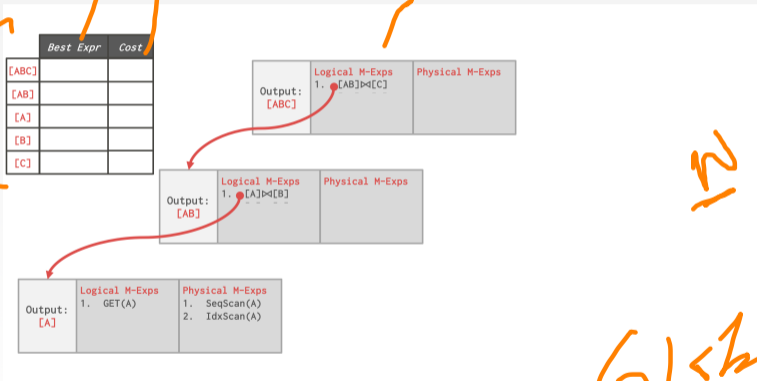 Best Expr Cost
[ABC]
[AB]
[A]
[B]
[C]
Output:
[ABC]
Logical M-Exps
1. [AB]⋈[C]
Physical M-Exps
Output:
[AB]
Logical M-Exps
1. [A]⋈[B]
Physical M-Exps
Output:
[A]
Logical M-Exps
1. GET(A)
Physical M-Exps
1. SeqScan(A)
2. IdxScan(A)